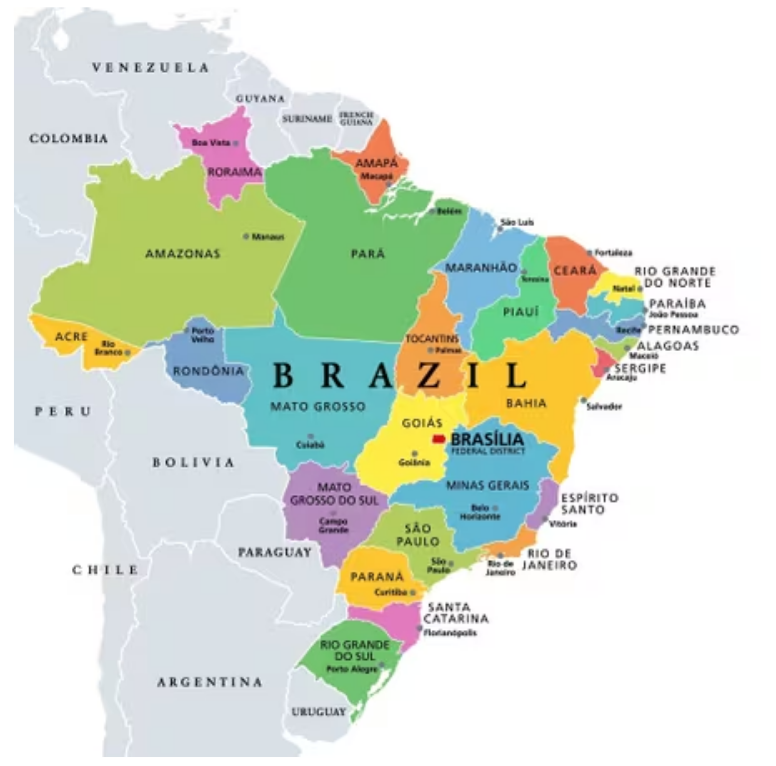 VENEZUELA
GUYANA
SURINAME
FRENCH
GUIANA
COLOMBIA
Boa Vista
RORAIMA
AMAPÁ
Macapá
Belém
São Luís
AMAZONAS
Manaus
PARÁ
MARANHÃO
Teresina
CEARÁ
Fortaleza
RIO GRANDE
DO NORTE
Natal
PARAÍBA
João Pessoa
PIAUÍ
Recife
PERNAMBUCO
ALAGOAS
Maceió
SERGIPE
Aracaju
ACRE
Rio
Branco
Porto
Velho
RONDÔNIA
TOCANTINS
Palmas
BRAZIL
MATO GROSSO
Cuiabá
BAHIA
Salvador
PERU
GOIÁS
BRASÍLIA
FEDERAL DISTRICT
Goiânia
BOLIVIA
MATO
GROSSO DO SUL
Campo
Grande
MINAS GERAIS
Belo
Horizonte
ESPÍRITO
SANTO
Vitória
SÃO
PAULO
São
Paulo
RIO DE
JANEIRO
Rio de
Janeiro
PARAGUAY
CHILE
PARANÁ
Curitiba
SANTA
CATARINA
Florianópolis
RIO GRANDE
DO SUL
Porto Alegre
ARGENTINA
URUGUAY